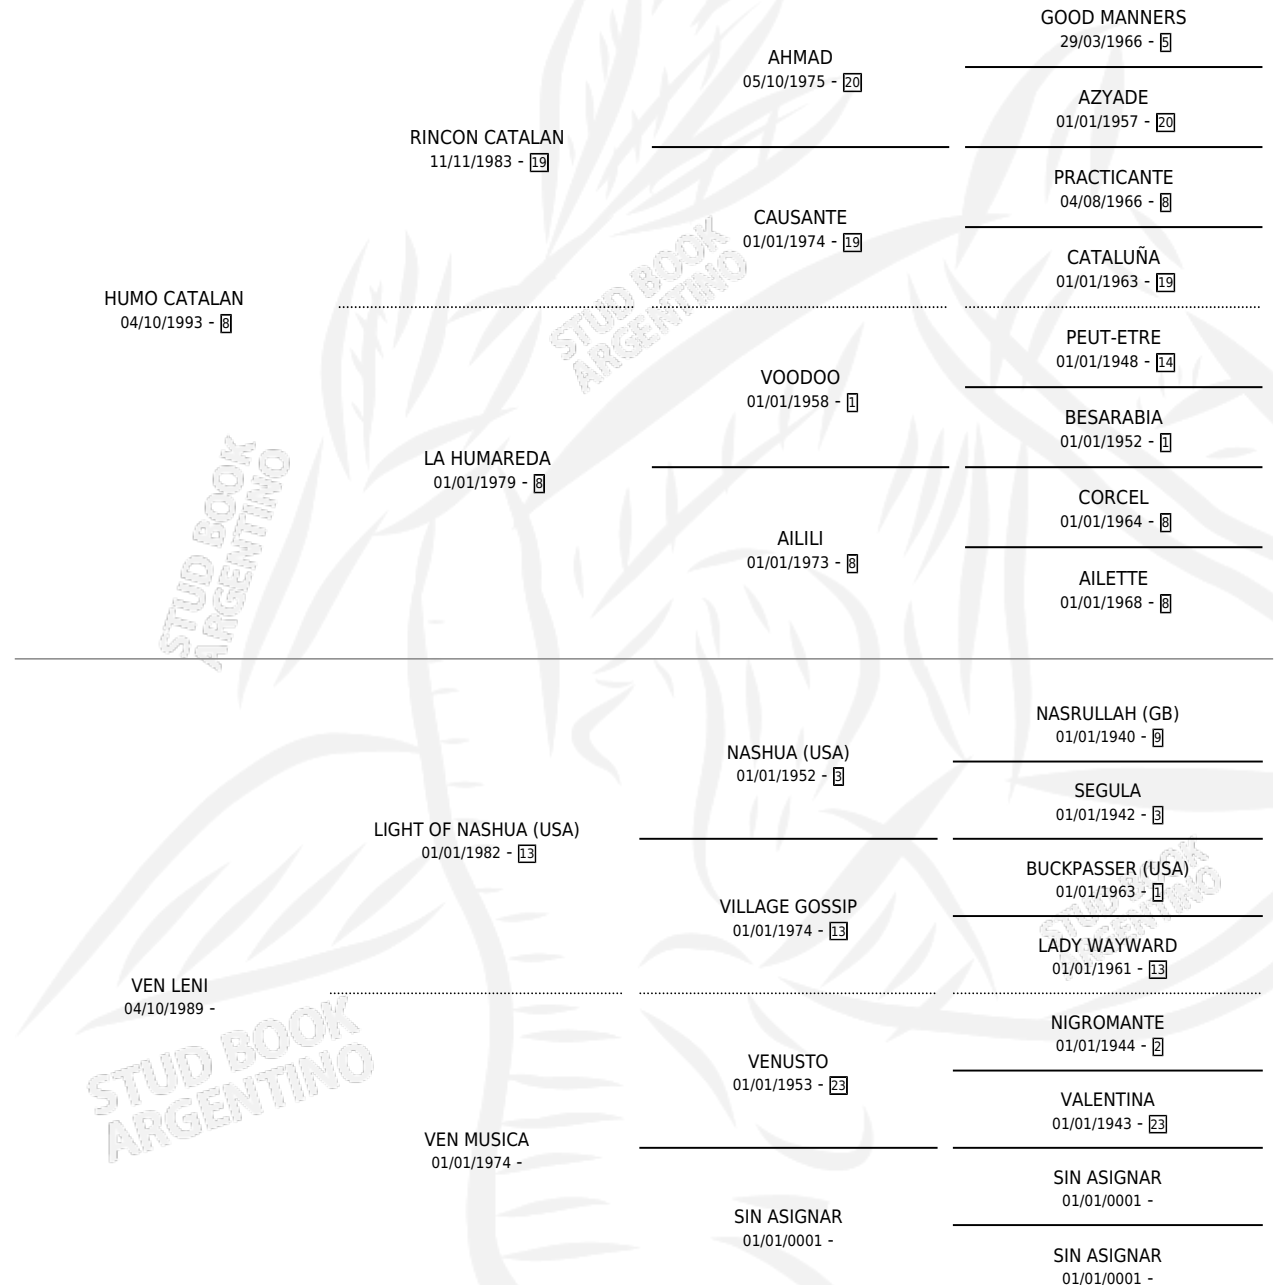 GOOD MANNERS
29/03/1966 - 5
AHMAD
05/10/1975 - 20
AZYADE
01/01/1957 - 20
RINCON CATALAN
11/11/1983 - 19
PRACTICANTE
04/08/1966 - 8
CAUSANTE
01/01/1974 - 19
CATALUÑA
01/01/1963 - 19
HUMO CATALAN
04/10/1993 - 8
PEUT-ETRE
01/01/1948 - 14
VOODOO
01/01/1958 - 1
BESARABIA
01/01/1952 - 1
LA HUMAREDA
01/01/1979 - 8
CORCEL
01/01/1964 - 8
AILILI
01/01/1973 - 8
AILETTE
01/01/1968 - 8
NASRULLAH (GB)
01/01/1940 - 9
NASHUA (USA)
01/01/1952 - 3
SEGULA
01/01/1942 - 3
LIGHT OF NASHUA (USA)
01/01/1982 - 13
BUCKPASSER (USA)
01/01/1963 - 1
VILLAGE GOSSIP
01/01/1974 - 13
LADY WAYWARD
01/01/1961 - 13
VEN LENI
04/10/1989 -
NIGROMANTE
01/01/1944 - 2
VENUSTO
01/01/1953 - 23
VALENTINA
01/01/1943 - 23
VEN MUSICA
01/01/1974 -
SIN ASIGNAR
01/01/0001 -
SIN ASIGNAR
01/01/0001 -
SIN ASIGNAR
01/01/0001 -
STUD BOOK
ARGENTINO
STUD BOOK
ARGENTINO
STUD BOOK
ARGENTINO
STUD BOOK
ARGENTINO